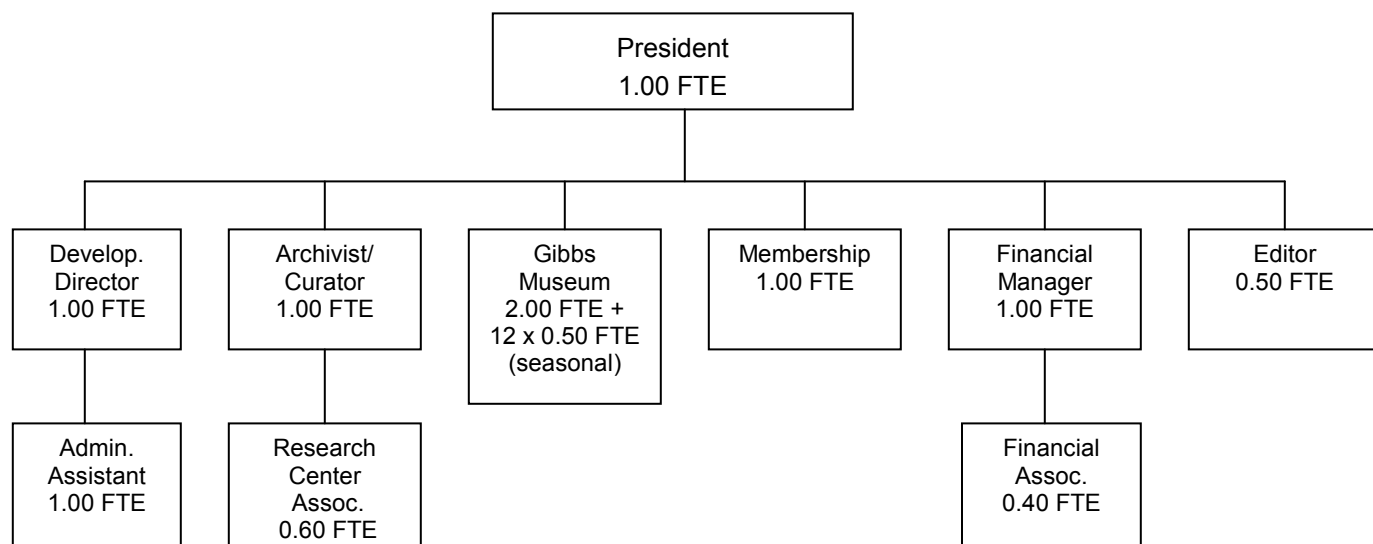 President
1.00 FTE
Develop.
Director
1.00 FTE
Archivist/
Curator
1.00 FTE
Gibbs
Museum
2.00 FTE +
12 x 0.50 FTE
(seasonal)
Membership
1.00 FTE
Financial
Manager
1.00 FTE
Editor
0.50 FTE
Admin.
Assistant
1.00 FTE
Research
Center
Assoc.
0.60 FTE
Financial
Assoc.
0.40 FTE